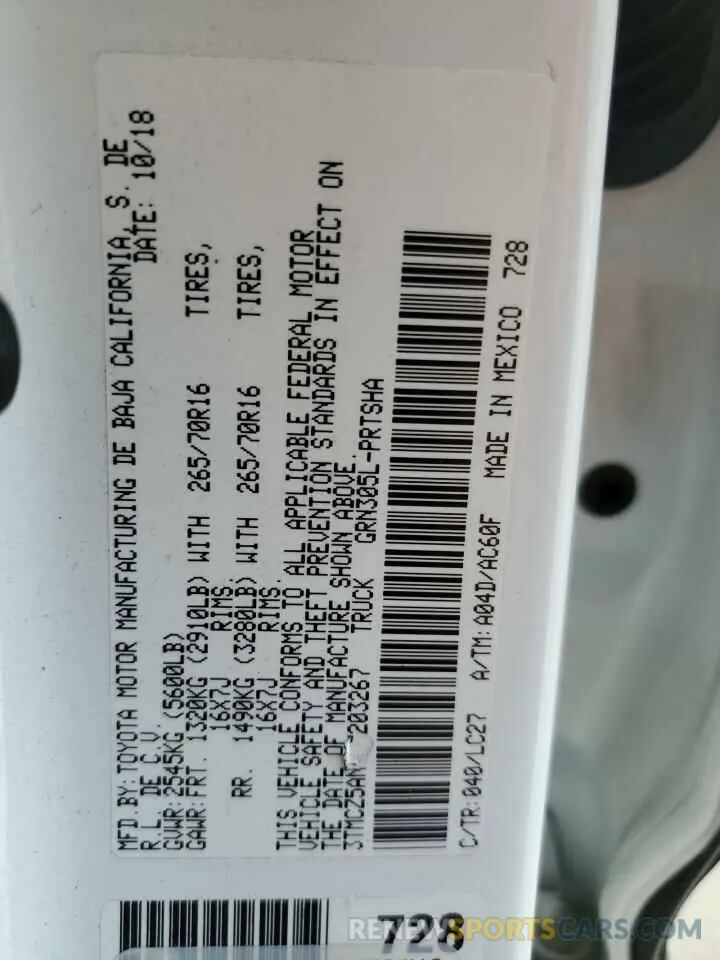 MFD BY: TOYOTA MOTOR MANUFACTURING DE BAJA CALIFORNIA, S. DE
R.L. DE C.V. DATE: 10/18
GVWR: 2545KG (5600LB)
GAWR: FRT. 1320KG (2910LB) WITH 265/70R16 TIRES,
16X7J RIMS.
RR. 1490KG (3280LB) WITH 265/70R16 TIRES,
16X7J RIMS.
THIS VEHICLE CONFORMS TO ALL APPLICABLE FEDERAL MOTOR
VEHICLE SAFETY AND THEFT PREVENTION STANDARDS IN EFFECT ON
THE DATE OF MANUFACTURE SHOWN ABOVE.
3TMCZ5AN 203267 TRUCK GRN305L-PRTSHA
C/TR: 040/LC27 A/TM: A04D/AC60F MADE IN MEXICO 728
728
RENEWSPORTSCARS.COM